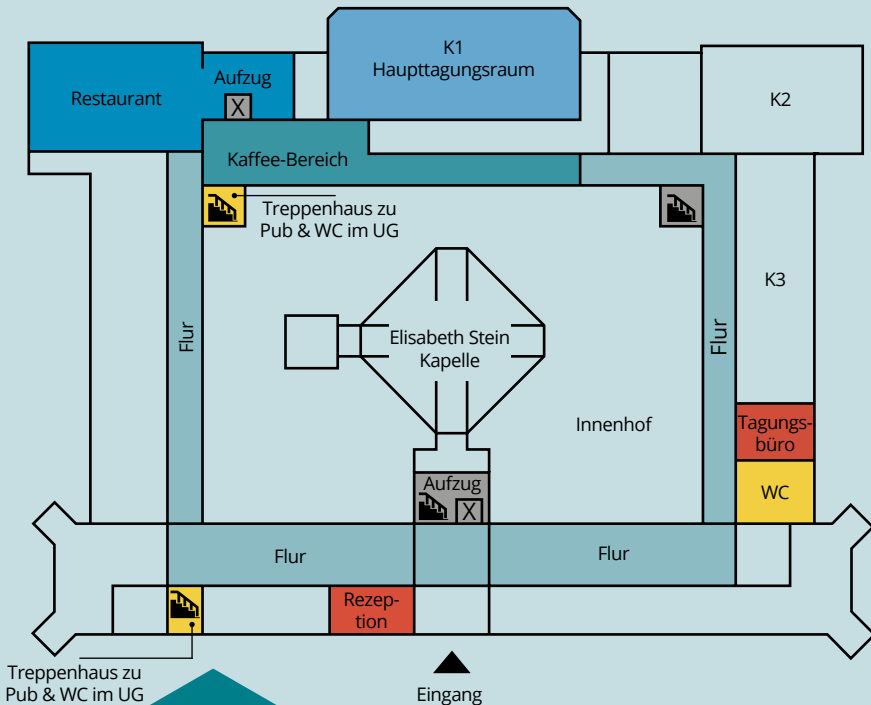 K1
Haupttagungsraum
Aufzug
X
Restaurant
K2
Kaffee-Bereich
Treppenhaus zu
Pub & WC im UG
K3
Flur
Flur
Elisabeth Stein
Kapelle
Innenhof
Tagungs-
büro
Aufzug
X
WC
Flur
Flur
Rezep-
tion
Treppenhaus zu
Pub & WC im UG
Eingang